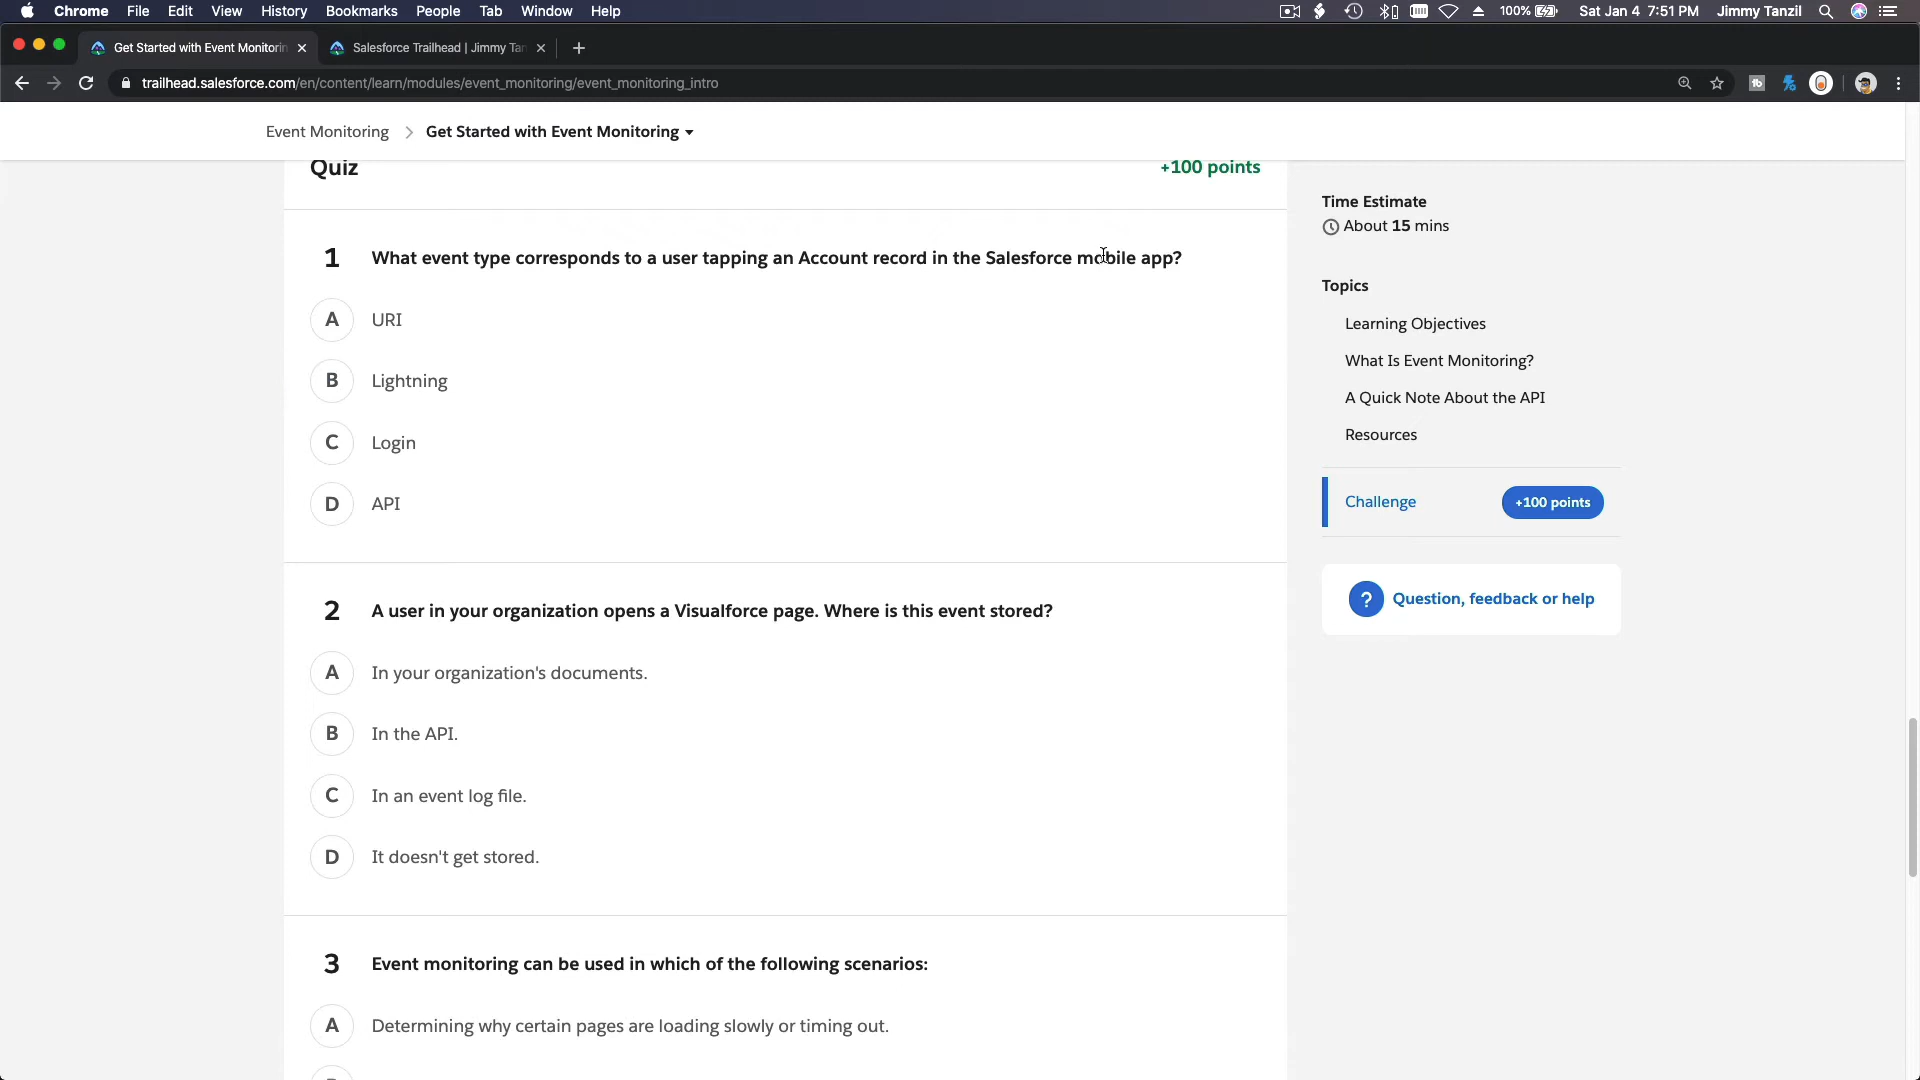 Chrome File Edit View History Bookmarks People Tab Window Help 100% Sat Jan 4 7:51 PM Jimmy Tanzil
Get Started with Event Monitorin Salesforce Trailhead | Jimmy Tan
trailhead.salesforce.com/en/content/learn/modules/event_monitoring/event_monitoring_intro
Event Monitoring > Get Started with Event Monitoring
Quiz +100 points
1 What event type corresponds to a user tapping an Account record in the Salesforce mobile app?
A URI
B Lightning
C Login
D API
2 A user in your organization opens a Visualforce page. Where is this event stored?
A In your organization's documents.
B In the API.
C In an event log file.
D It doesn't get stored.
3 Event monitoring can be used in which of the following scenarios:
A Determining why certain pages are loading slowly or timing out.
Time Estimate
About 15 mins
Topics
Learning Objectives
What Is Event Monitoring?
A Quick Note About the API
Resources
Challenge +100 points
? Question, feedback or help